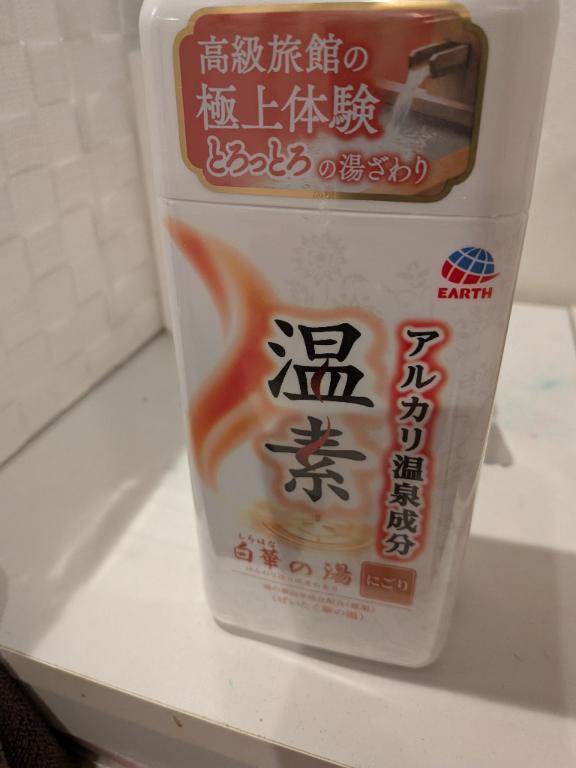 高級旅館の
極上体験
とろっとろの湯ざわり
EARTH
温素
アルカリ温泉成分
しらはな
白華の湯
にごり